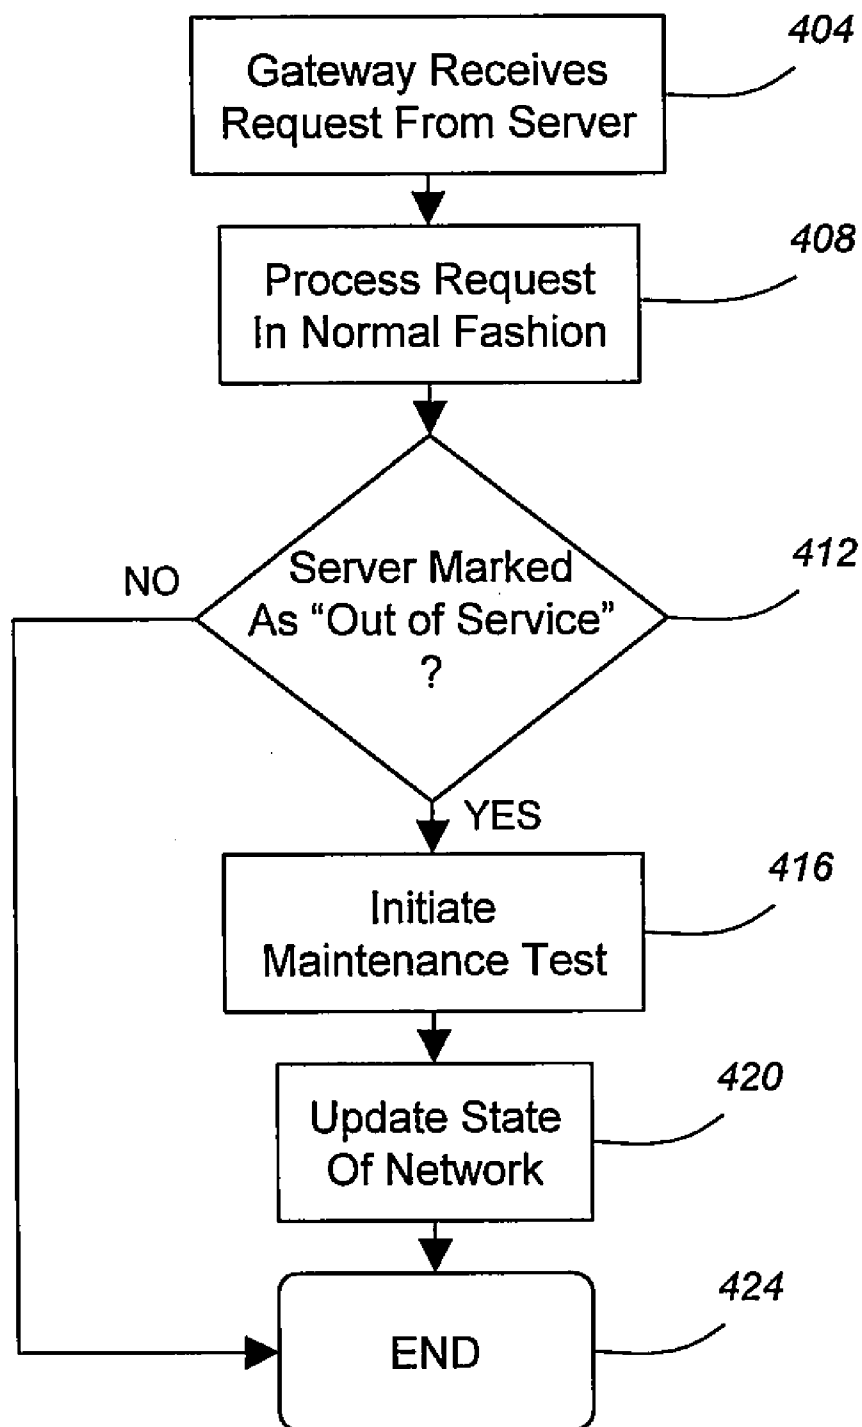 404
Gateway Receives
Request From Server
408
Process Request
In Normal Fashion
412
NO
Server Marked
As “Out of Service”
?
YES
416
Initiate
Maintenance Test
420
Update State
Of Network
424
END